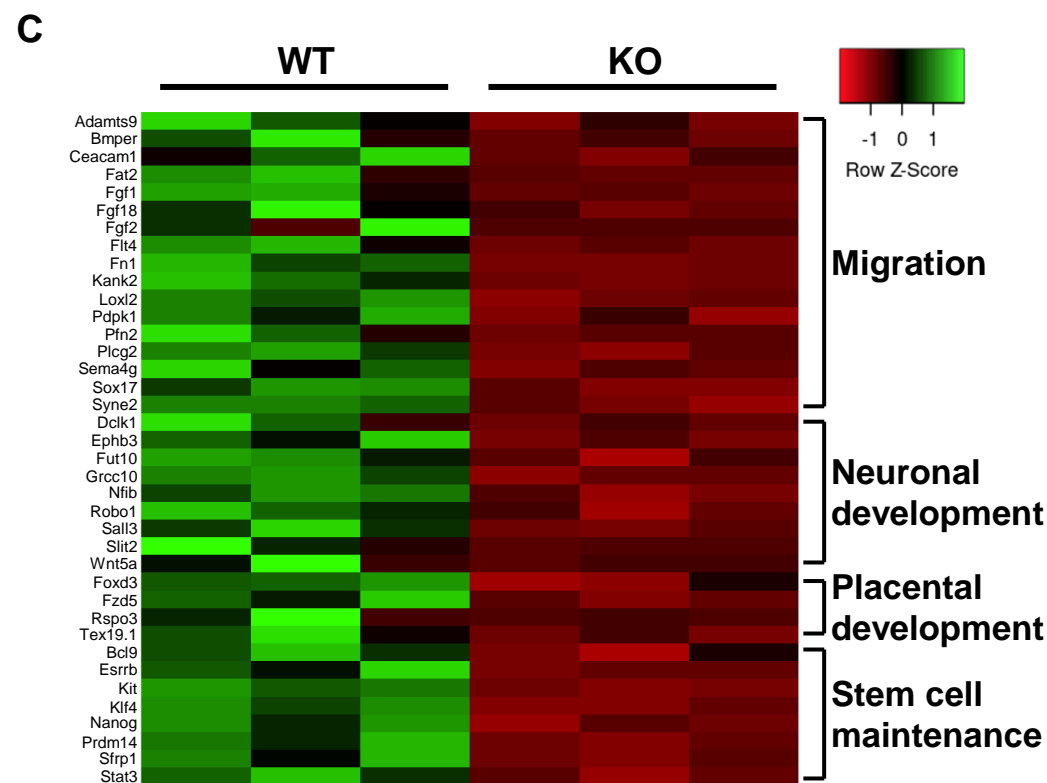 C
WT
KO
-1 0 1
Row Z-Score
Adamts9
Bmper
Ceacam1
Fat2
Fgf1
Fgf18
Fgf2
Flt4
Fn1
Kank2
Loxl2
Pdpk1
Pfn2
Plcg2
Sema4g
Sox17
Syne2
Migration
Dclk1
Ephb3
Fut10
Grcc10
Nfib
Robo1
Sall3
Slit2
Wnt5a
Neuronal
development
Foxd3
Fzd5
Rspo3
Tex19.1
Placental
development
Bcl9
Esrrb
Kit
Klf4
Nanog
Prdm14
Sfrp1
Stat3
Stem cell
maintenance